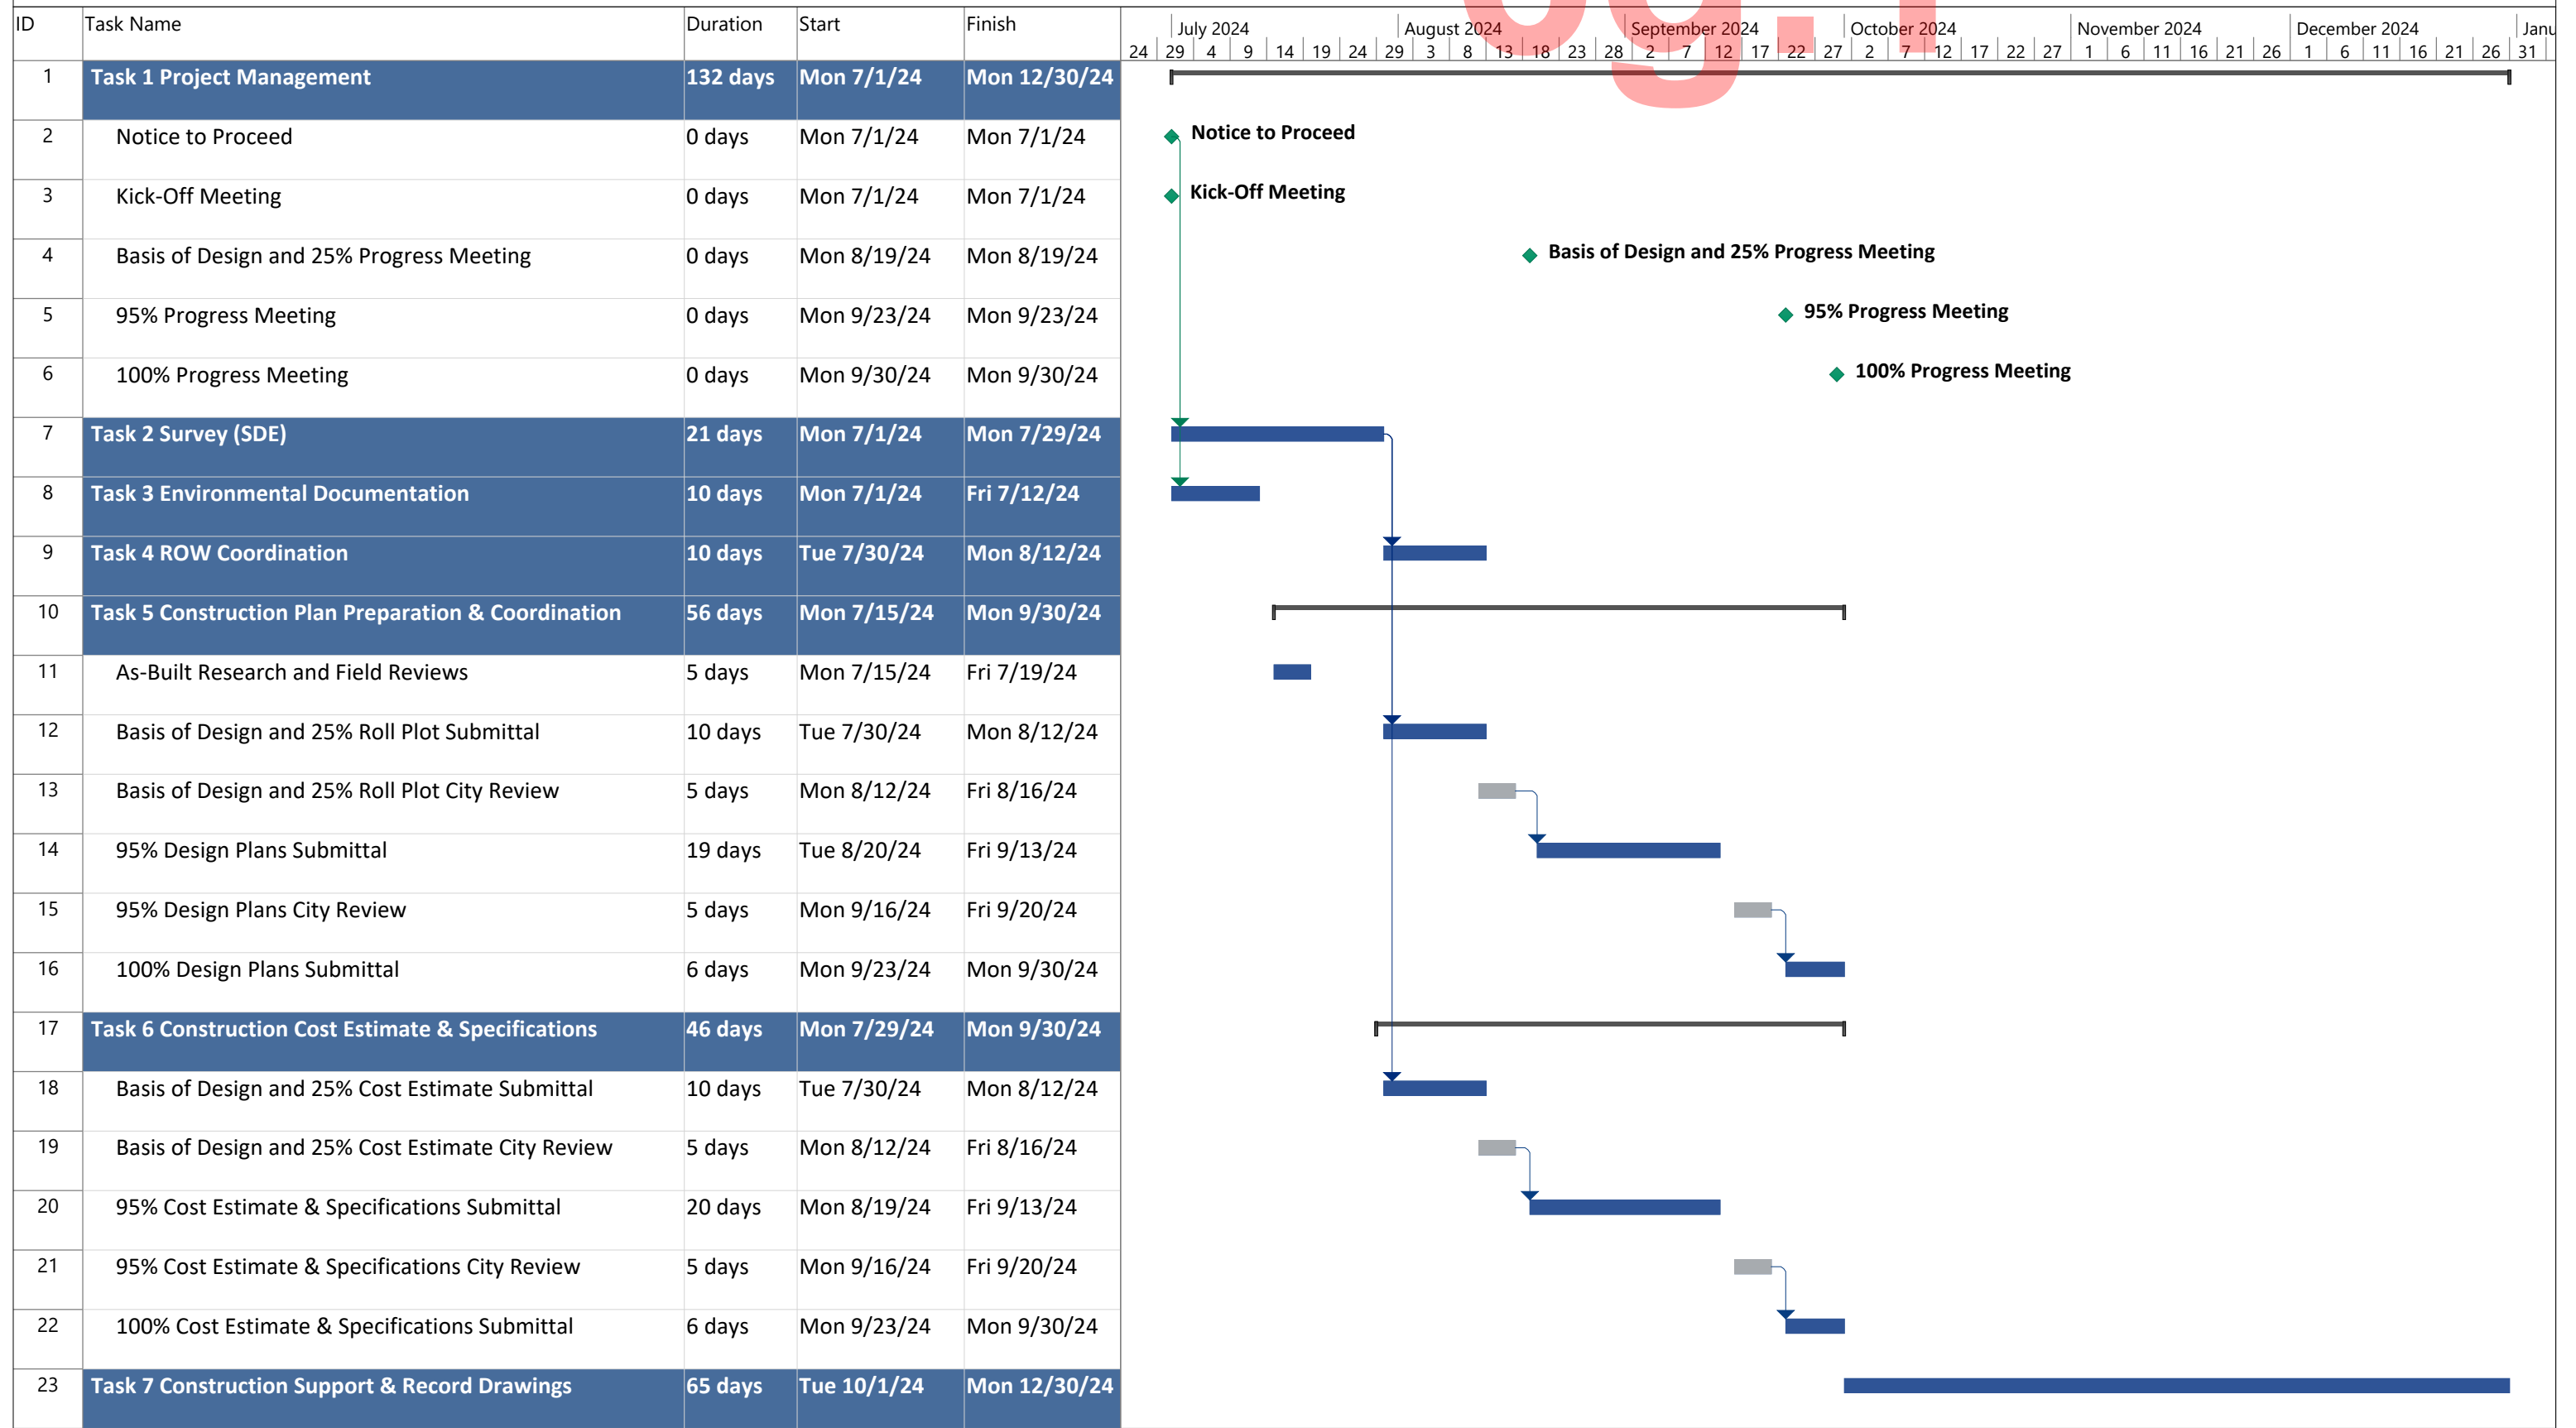 ID Task Name Duration Start Finish July 2024 August 2024 September 2024 October 2024 November 2024 December 2024 Janu
24 29 4 9 14 19 24 29 3 8 13 18 23 28 2 7 12 17 22 27 2 7 12 17 22 27 1 6 11 16 21 26 1 6 11 16 21 26 31
og.
1 Task 1 Project Management 132 days Mon 7/1/24 Mon 12/30/24
2 Notice to Proceed 0 days Mon 7/1/24 Mon 7/1/24 Notice to Proceed
3 Kick-Off Meeting 0 days Mon 7/1/24 Mon 7/1/24 Kick-Off Meeting
4 Basis of Design and 25% Progress Meeting 0 days Mon 8/19/24 Mon 8/19/24 Basis of Design and 25% Progress Meeting
5 95% Progress Meeting 0 days Mon 9/23/24 Mon 9/23/24 95% Progress Meeting
6 100% Progress Meeting 0 days Mon 9/30/24 Mon 9/30/24 100% Progress Meeting
7 Task 2 Survey (SDE) 21 days Mon 7/1/24 Mon 7/29/24
8 Task 3 Environmental Documentation 10 days Mon 7/1/24 Fri 7/12/24
9 Task 4 ROW Coordination 10 days Tue 7/30/24 Mon 8/12/24
10 Task 5 Construction Plan Preparation & Coordination 56 days Mon 7/15/24 Mon 9/30/24
11 As-Built Research and Field Reviews 5 days Mon 7/15/24 Fri 7/19/24
12 Basis of Design and 25% Roll Plot Submittal 10 days Tue 7/30/24 Mon 8/12/24
13 Basis of Design and 25% Roll Plot City Review 5 days Mon 8/12/24 Fri 8/16/24
14 95% Design Plans Submittal 19 days Tue 8/20/24 Fri 9/13/24
15 95% Design Plans City Review 5 days Mon 9/16/24 Fri 9/20/24
16 100% Design Plans Submittal 6 days Mon 9/23/24 Mon 9/30/24
17 Task 6 Construction Cost Estimate & Specifications 46 days Mon 7/29/24 Mon 9/30/24
18 Basis of Design and 25% Cost Estimate Submittal 10 days Tue 7/30/24 Mon 8/12/24
19 Basis of Design and 25% Cost Estimate City Review 5 days Mon 8/12/24 Fri 8/16/24
20 95% Cost Estimate & Specifications Submittal 20 days Mon 8/19/24 Fri 9/13/24
21 95% Cost Estimate & Specifications City Review 5 days Mon 9/16/24 Fri 9/20/24
22 100% Cost Estimate & Specifications Submittal 6 days Mon 9/23/24 Mon 9/30/24
23 Task 7 Construction Support & Record Drawings 65 days Tue 10/1/24 Mon 12/30/24